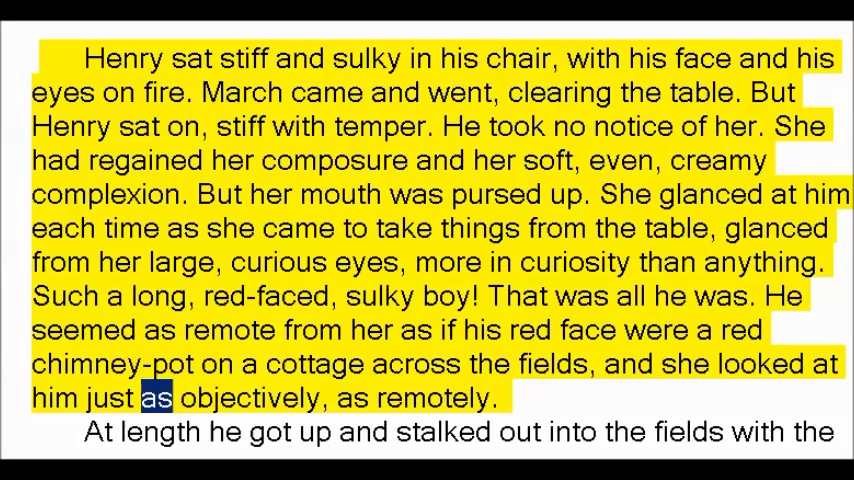 Henry sat stiff and sulky in his chair, with his face and his
eyes on fire. March came and went, clearing the table. But
Henry sat on, stiff with temper. He took no notice of her. She
had regained her composure and her soft, even, creamy
complexion. But her mouth was pursed up. She glanced at him
each time as she came to take things from the table, glanced
from her large, curious eyes, more in curiosity than anything.
Such a long, red-faced, sulky boy! That was all he was. He
seemed as remote from her as if his red face were a red
chimney-pot on a cottage across the fields, and she looked at
him just as objectively, as remotely.
At length he got up and stalked out into the fields with the